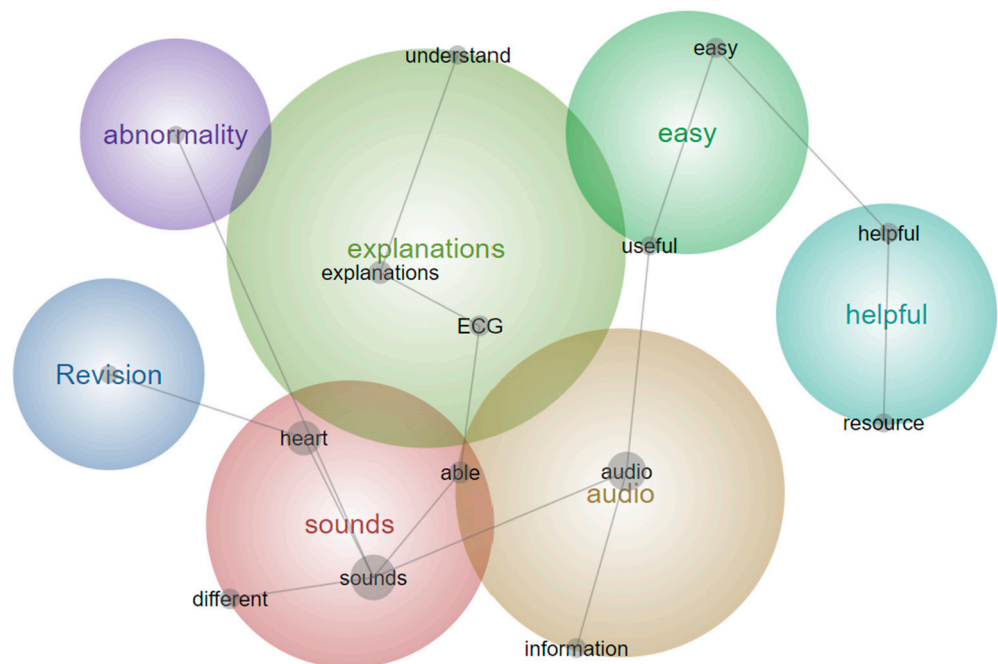 easy
understand
abnormality
easy
helpful
useful
explanations
explanations
helpful
ECG
Revision
resource
heart
able
audio
audio
sounds
sounds
different
information